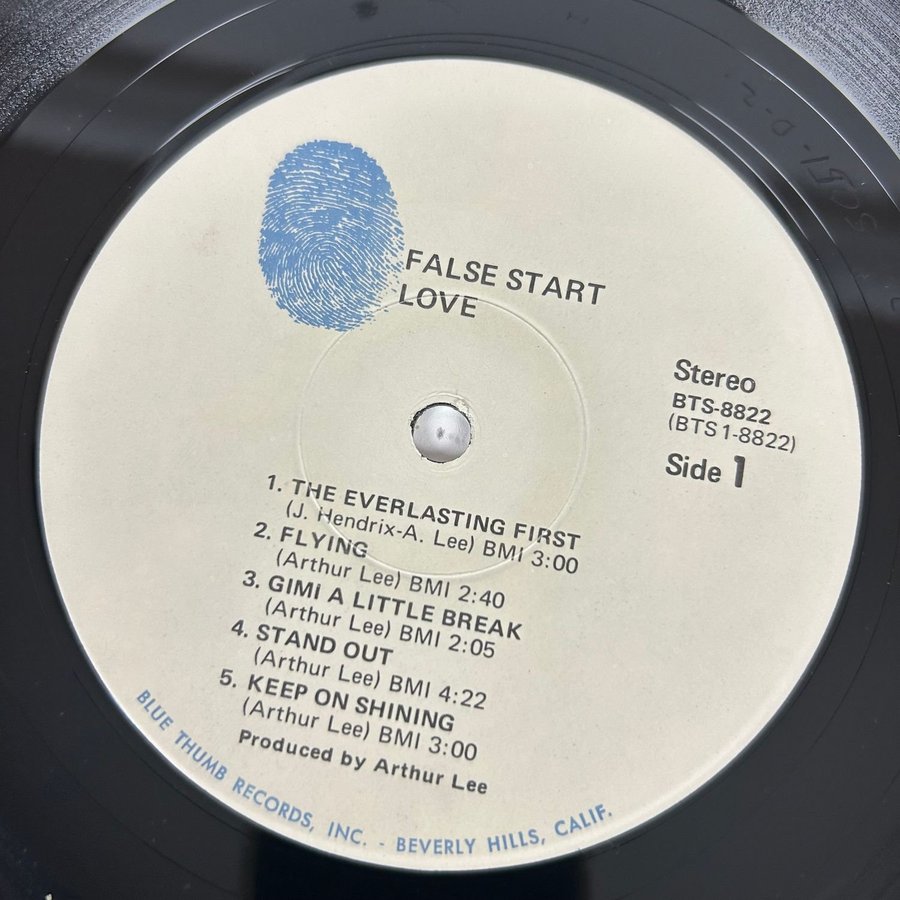 FALSE START
LOVE
Stereo
BTS-8822
(BTS1-8822)
Side 1
1. THE EVERLASTING FIRST
(J. Hendrix-A. Lee) BMI 3:00
2. FLYING
(Arthur Lee) BMI 2:40
3. GIMI A LITTLE BREAK
(Arthur Lee) BMI 2:05
4. STAND OUT
(Arthur Lee) BMI 4:22
5. KEEP ON SHINING
(Arthur Lee) BMI 3:00
Produced by Arthur Lee
BLUE THUMB RECORDS, INC. - BEVERLY HILLS, CALIF.